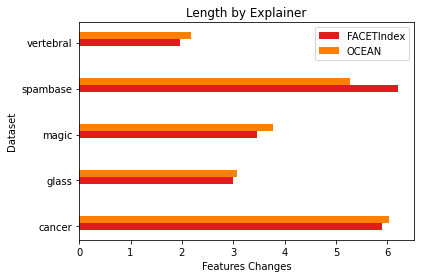 Length by Explainer
FACETIndex
OCEAN
Dataset
vertebral
spambase
magic
glass
cancer
0 1 2 3 4 5 6
Features Changes